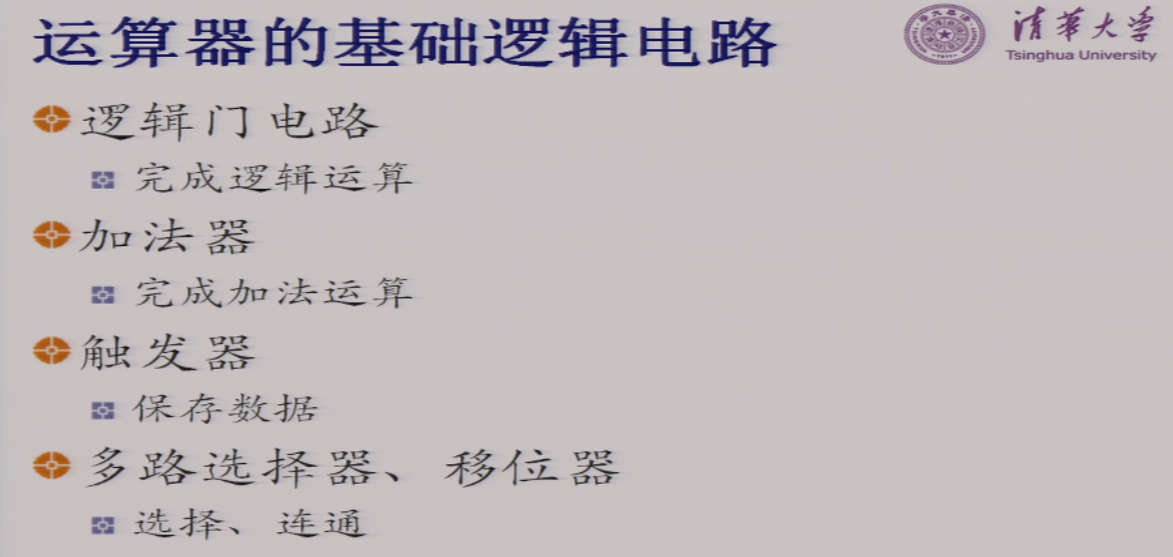 运算器的基础逻辑电路
清华大学
Tsinghua University
逻辑门电路
完成逻辑运算
加法器
完成加法运算
触发器
保存数据
多路选择器、移位器
选择、连通